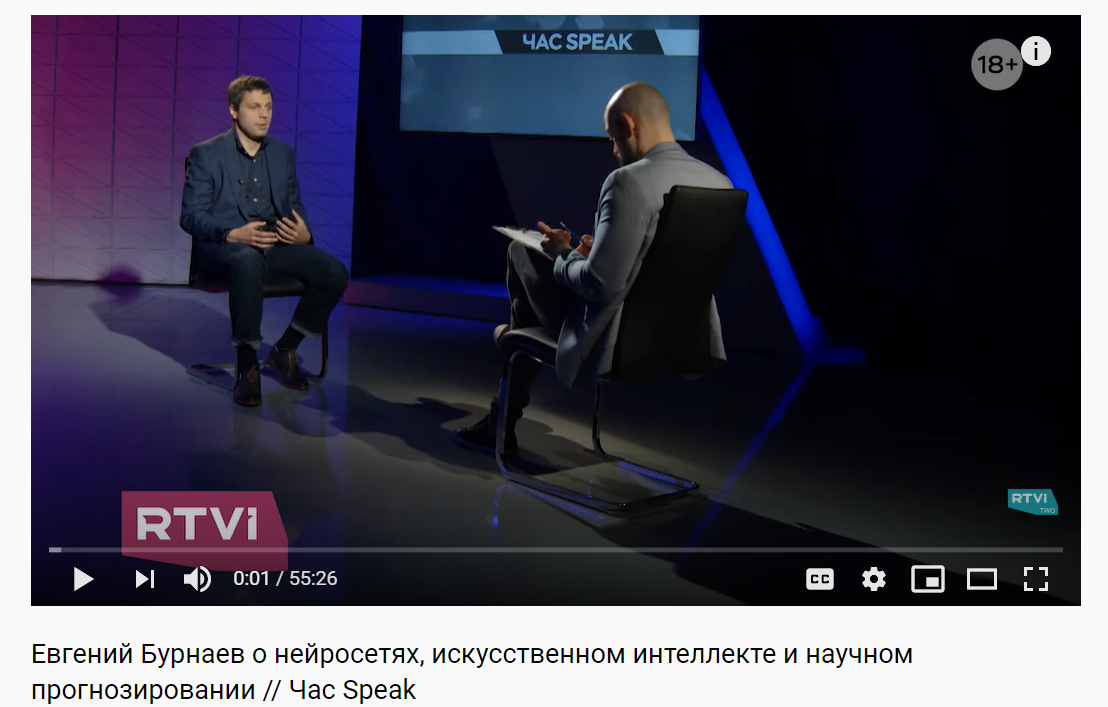 ЧАС SPEAK
18+
i
RTVi
RTVi
TWO
0:01 / 55:26
CC
Евгений Бурнаев о нейросетях, искусственном интеллекте и научном
прогнозировании // Час Speak